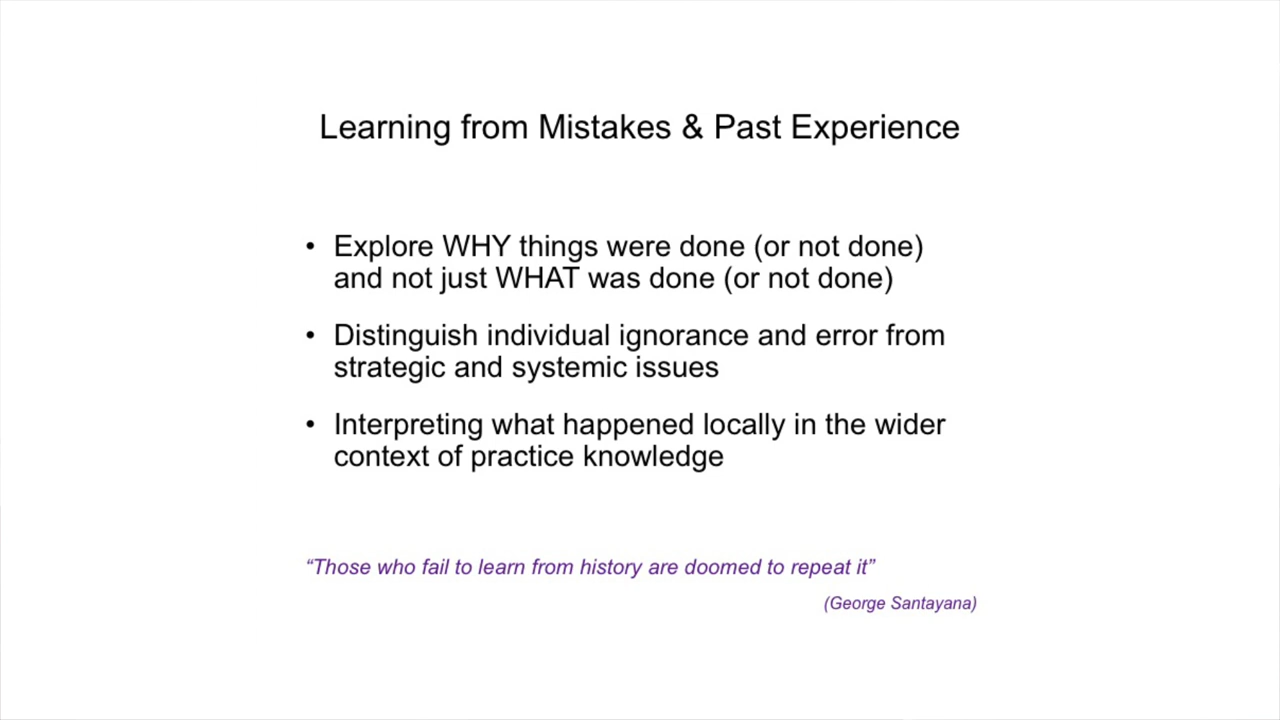 Learning from Mistakes & Past Experience
• Explore WHY things were done (or not done)
and not just WHAT was done (or not done)
• Distinguish individual ignorance and error from
strategic and systemic issues
• Interpreting what happened locally in the wider
context of practice knowledge
“Those who fail to learn from history are doomed to repeat it”
(George Santayana)